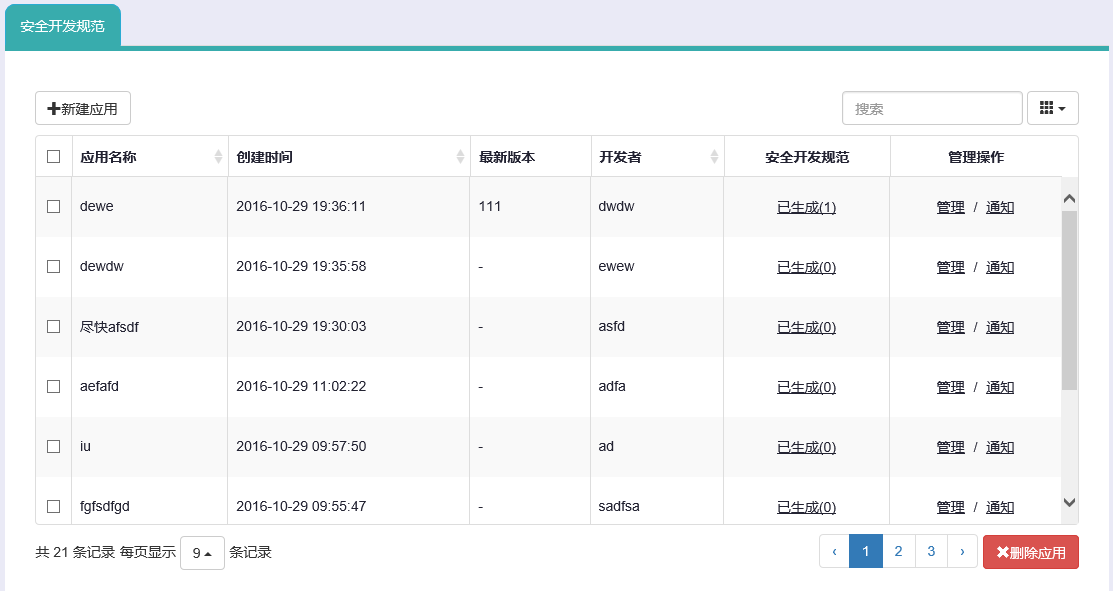 安全开发规范
新建应用 搜索
应用名称 创建时间 最新版本 开发者 安全开发规范 管理操作
dewe 2016-10-29 19:36:11 111 dwdw 已生成(1) 管理 / 通知
dewdw 2016-10-29 19:35:58 - ewew 已生成(0) 管理 / 通知
尽快afsdf 2016-10-29 19:30:03 - asfd 已生成(0) 管理 / 通知
aefafd 2016-10-29 11:02:22 - adfa 已生成(0) 管理 / 通知
iu 2016-10-29 09:57:50 - ad 已生成(0) 管理 / 通知
fgfsdfgd 2016-10-29 09:55:47 - sadfsa 已生成(0) 管理 / 通知
共 21 条记录 每页显示 9 条记录 ‹ 1 2 3 › 删除应用